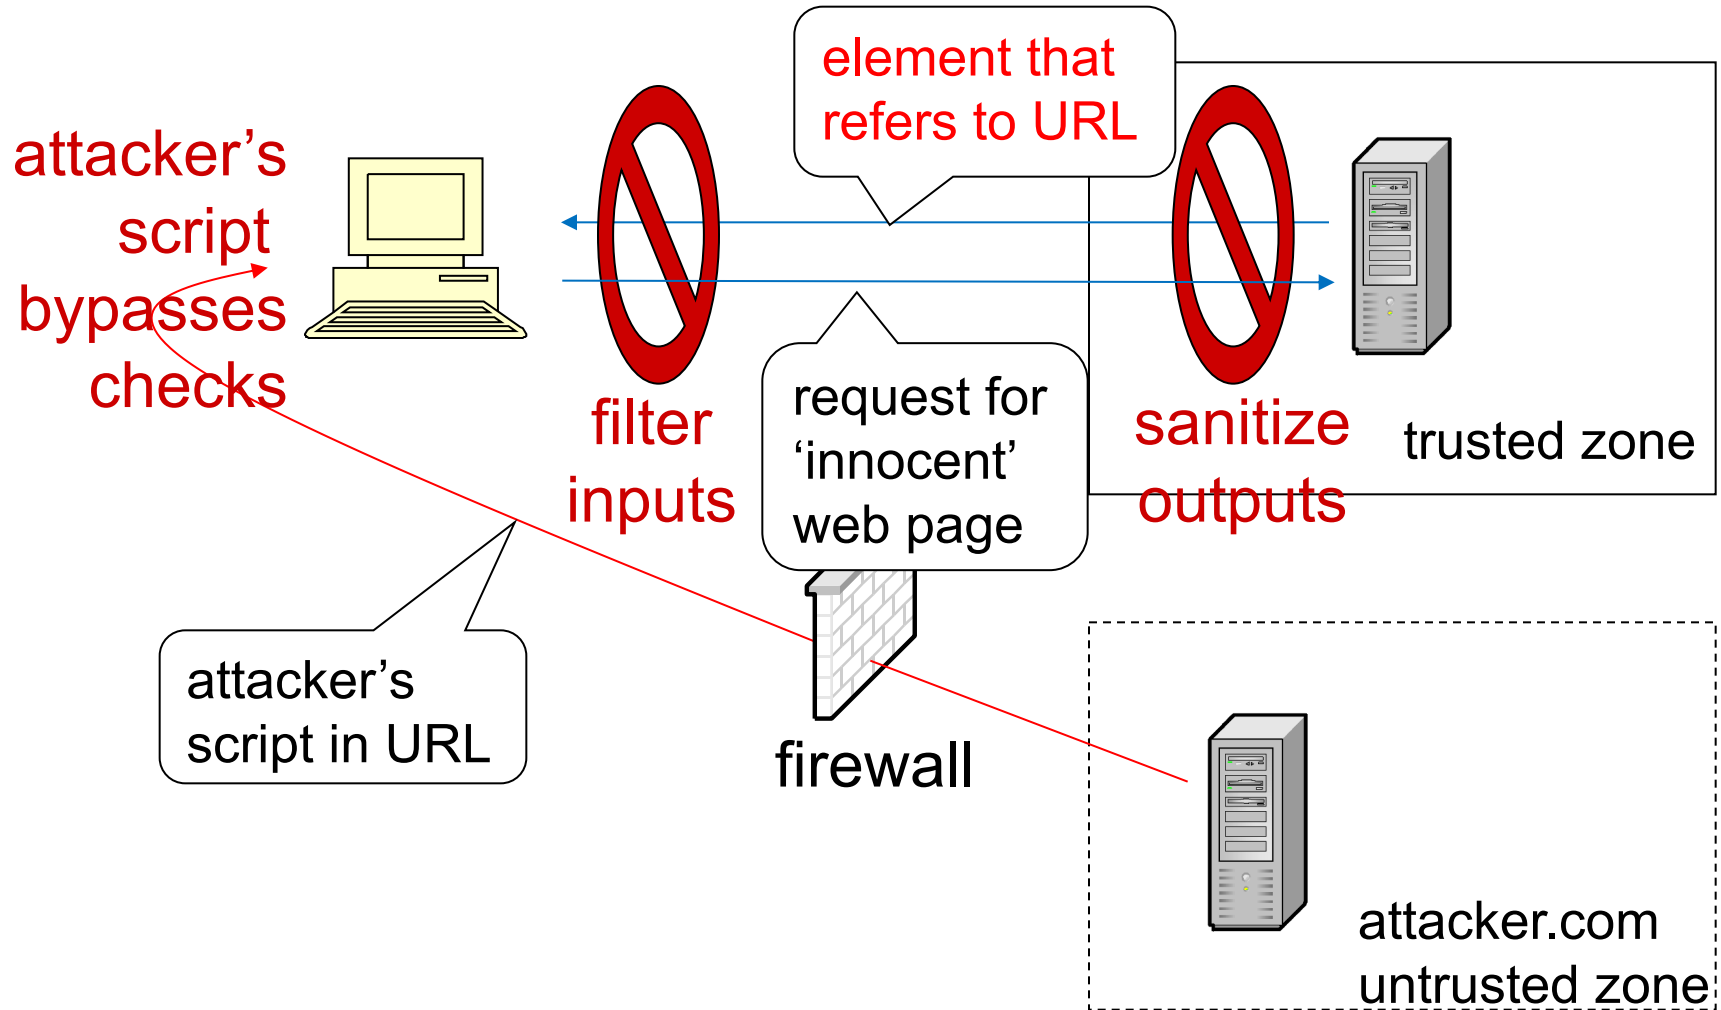 element that
refers to URL
attacker’s
script
bypasses
checks
filter
inputs
request for
‘innocent’
web page
sanitize
outputs
trusted zone
attacker’s
script in URL
firewall
attacker.com
untrusted zone